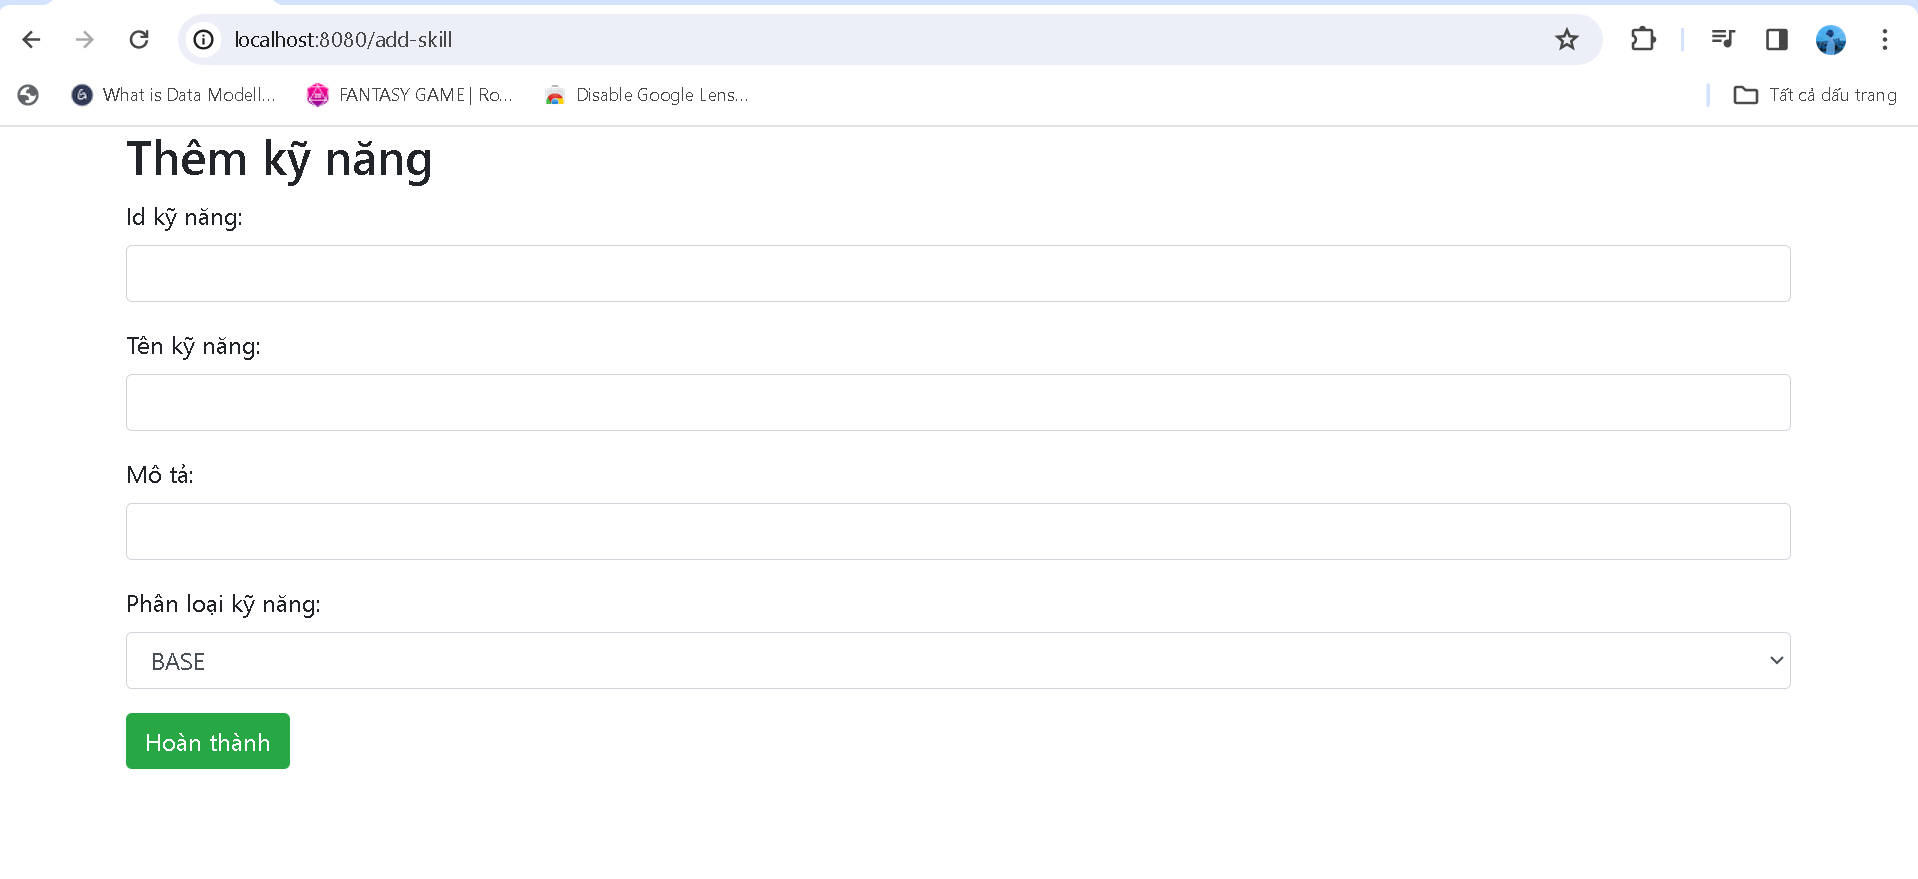 localhost:8080/add-skill
What is Data Modell...
FANTASY GAME | Ro...
Disable Google Lens...
Tất cả dấu trang
Thêm kỹ năng
Id kỹ năng:
Tên kỹ năng:
Mô tả:
Phân loại kỹ năng:
BASE
Hoàn thành